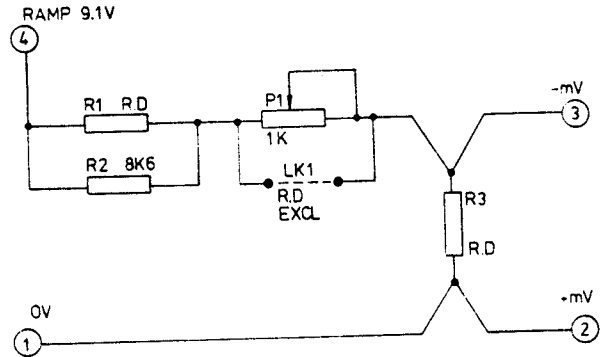 RAMP 9.1V
4
R1 R.D
R2 8K6
P1
1K
LK1
R.D
EXCL
-mV
3
R3
R.D
0V
1
+mV
2